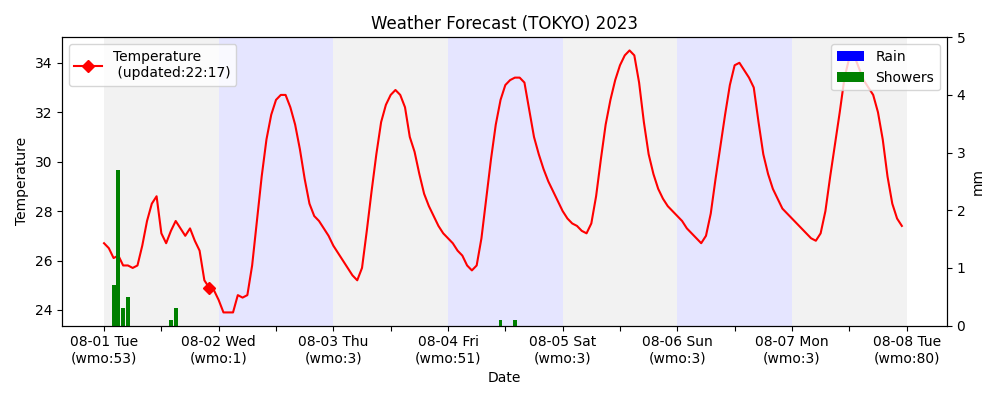 Weather Forecast (TOKYO) 2023
Temperature
(updated:22:17)
Rain
Showers
Temperature
34
32
30
28
26
24
5
4
3
2
1
0
mm
08-01 Tue
(wmo:53)
08-02 Wed
(wmo:1)
08-03 Thu
(wmo:3)
08-04 Fri
(wmo:51)
08-05 Sat
(wmo:3)
08-06 Sun
(wmo:3)
08-07 Mon
(wmo:3)
08-08 Tue
(wmo:80)
Date